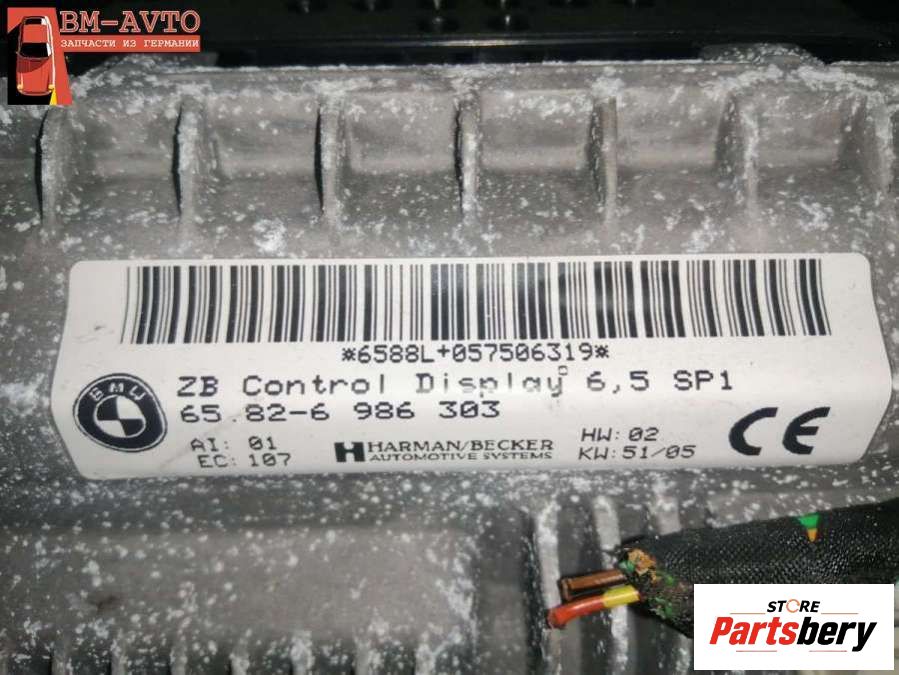 BM-AVTO
ЗАПЧАСТИ ИЗ ГЕРМАНИИ
*6588L+057506319*
BMW
ZB Control Display 6,5 SP1
65.82-6 986 303
AI: 01
EC: 107
HARMAN/BECKER
AUTOMOTIVE SYSTEMS
HW: 02
KW: 51/05
CE
STORE
Partsbery